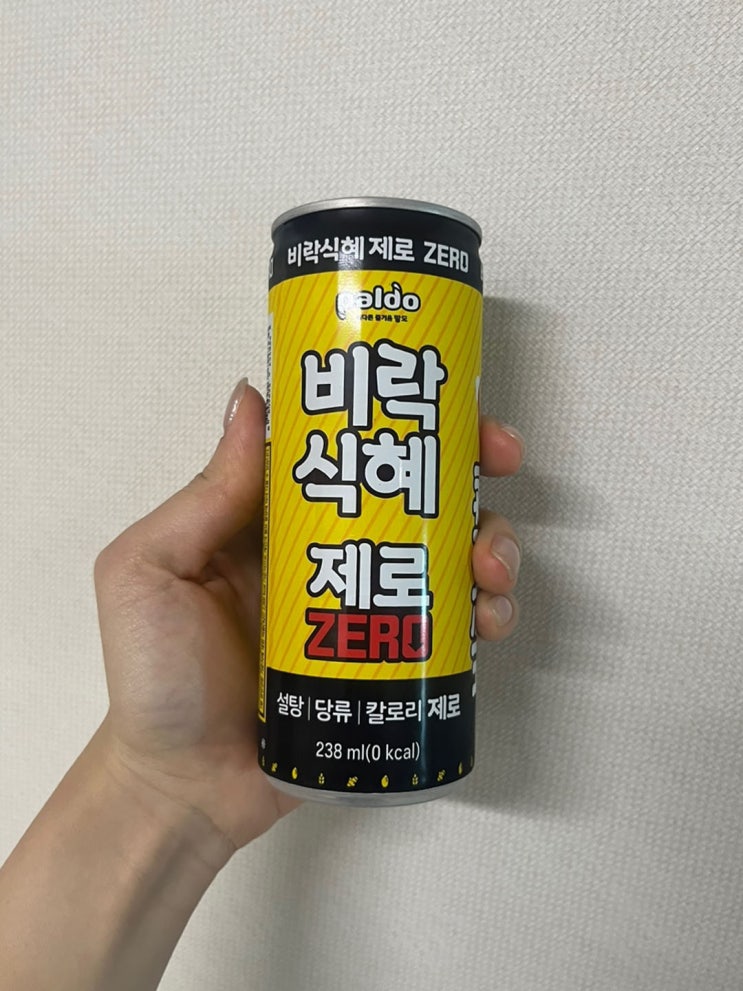 비락식혜 제로 ZERO
paldo
비락
식혜
제로
ZERO
설탕|당류|칼로리 제로
238 ml(0 kcal)